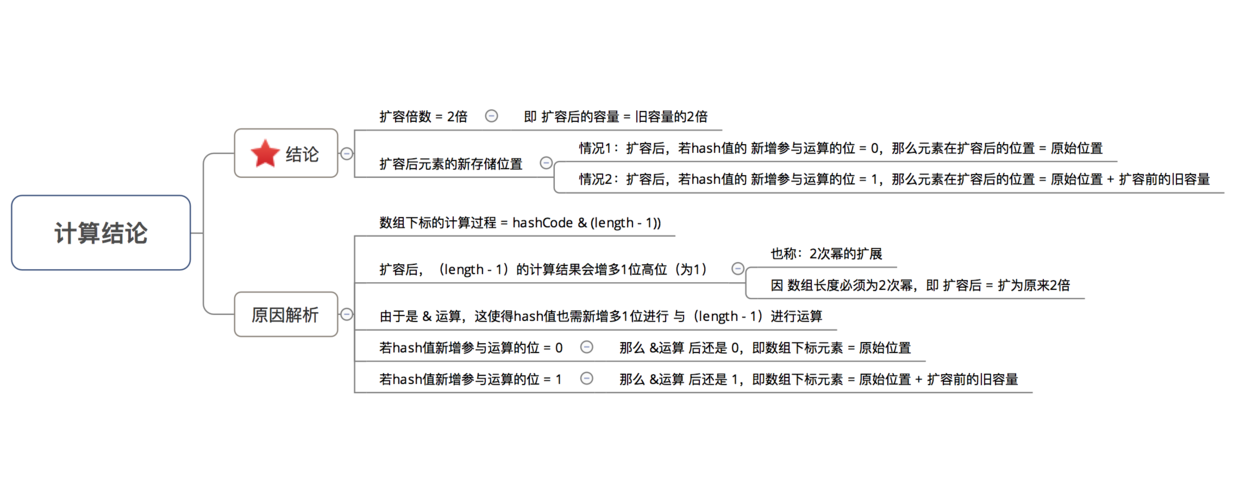 计算结论
结论
扩容倍数 = 2倍
即 扩容后的容量 = 旧容量的2倍
扩容后元素的新存储位置
情况1：扩容后，若hash值的 新增参与运算的位 = 0，那么元素在扩容后的位置 = 原始位置
情况2：扩容后，若hash值的 新增参与运算的位 = 1，那么元素在扩容后的位置 = 原始位置 + 扩容前的旧容量
原因解析
数组下标的计算过程 = hashCode & (length - 1))
扩容后，（length - 1）的计算结果会增多1位高位（为1）
也称：2次幂的扩展
因 数组长度必须为2次幂，即 扩容后 = 扩为原来2倍
由于是 & 运算，这使得hash值也需新增多1位进行 与（length - 1）进行运算
若hash值新增参与运算的位 = 0
那么 &运算 后还是 0，即数组下标元素 = 原始位置
若hash值新增参与运算的位 = 1
那么 &运算 后还是 1，即数组下标元素 = 原始位置 + 扩容前的旧容量